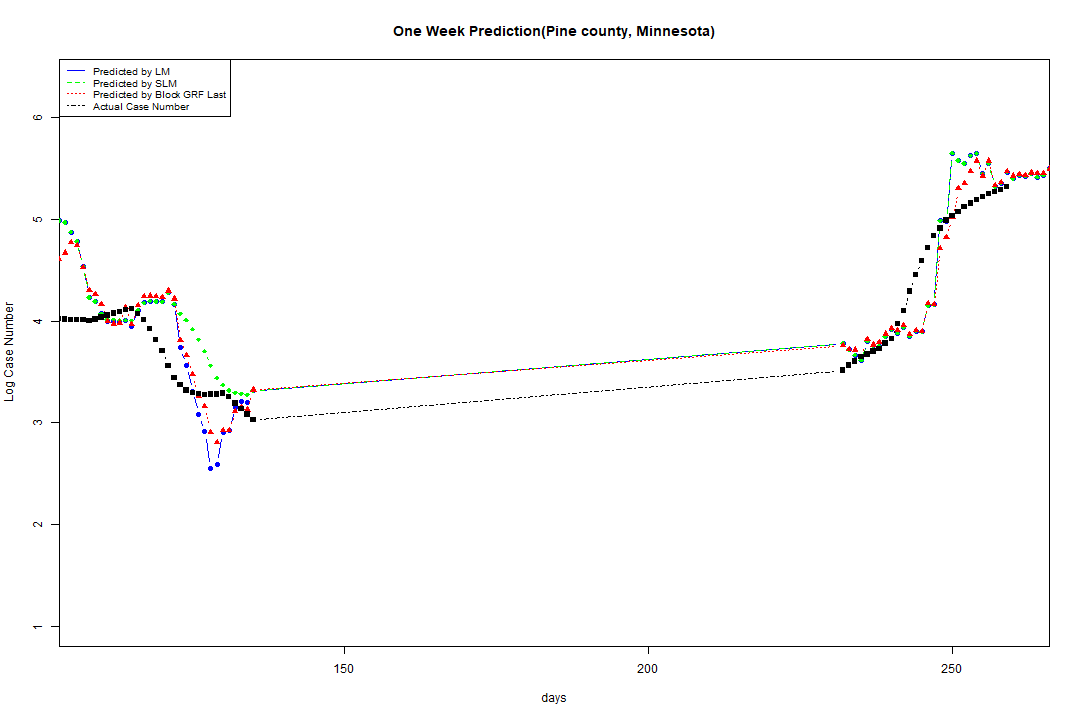 One Week Prediction(Pine county, Minnesota)
Predicted by LM
Predicted by SLM
Predicted by Block GRF Last
Actual Case Number
Log Case Number
6
5
4
3
2
1
150
200
250
days